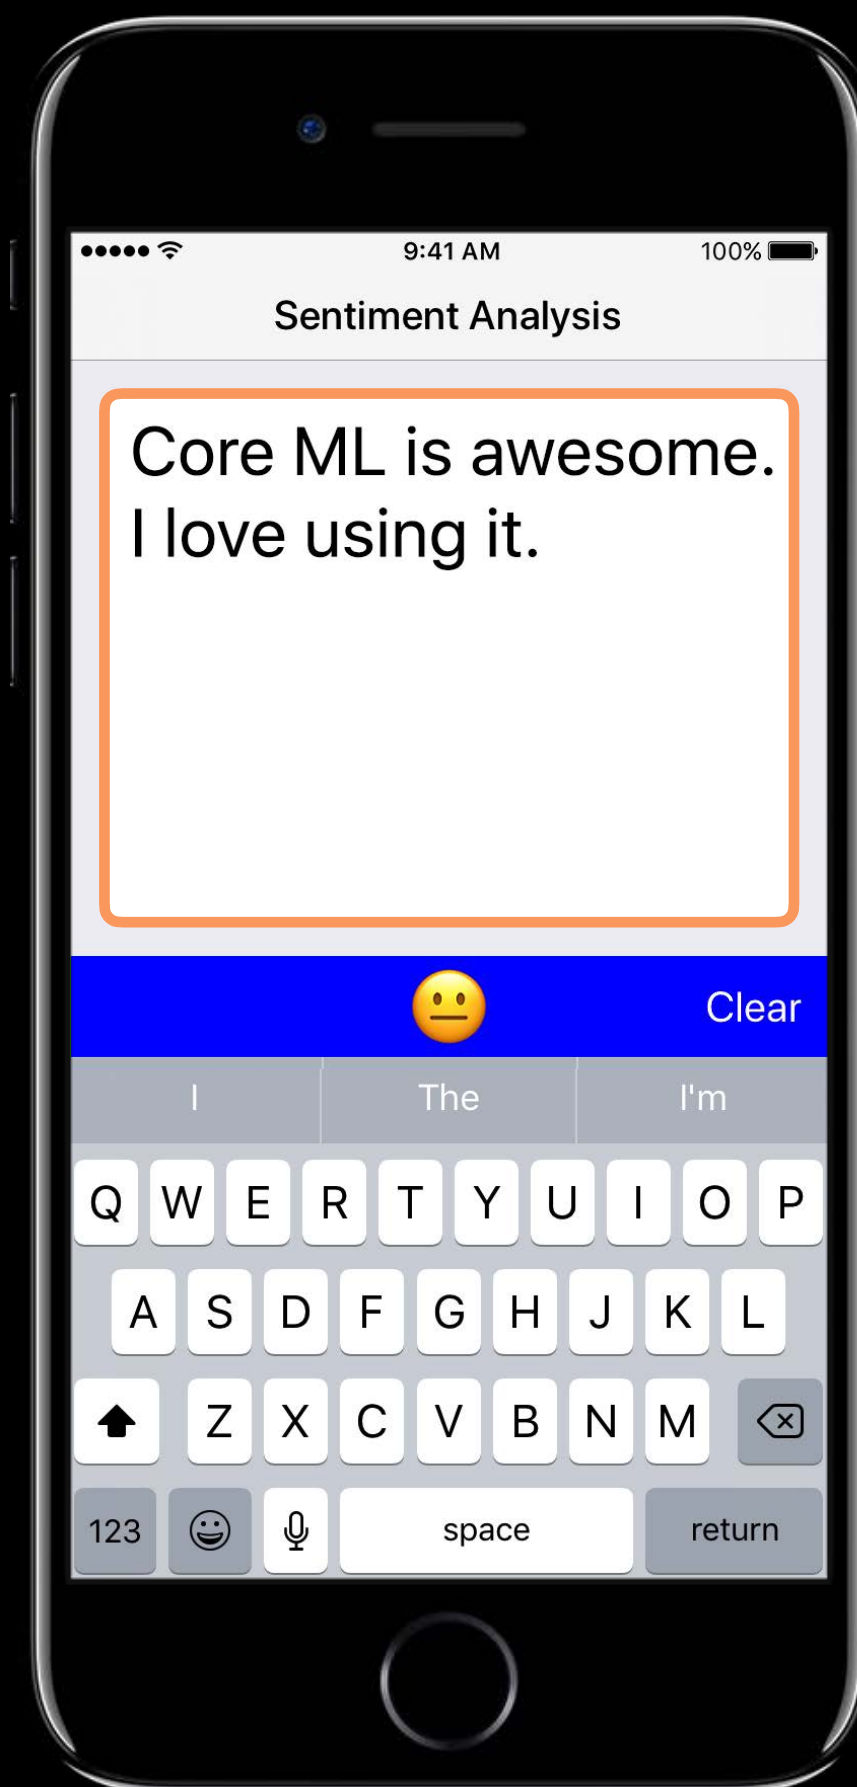 9:41 AM 100%
Sentiment Analysis
Core ML is awesome.
I love using it.
Clear
I The I'm
Q W E R T Y U I O P
A S D F G H J K L
Z X C V B N M
123 space return